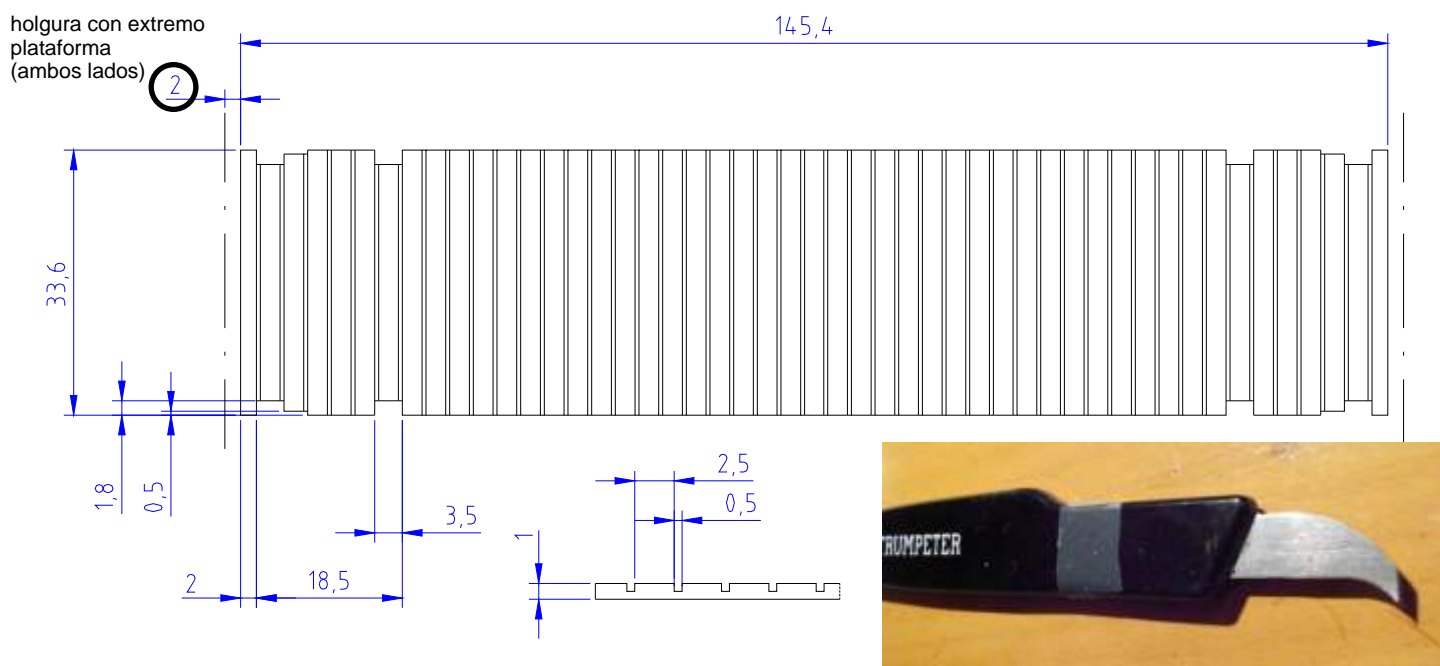 holgura con extremo
plataforma
(ambos lados)
2
145,4
33,6
1,8
0,5
2
18,5
3,5
1
2,5
0,5
TRUMPETER